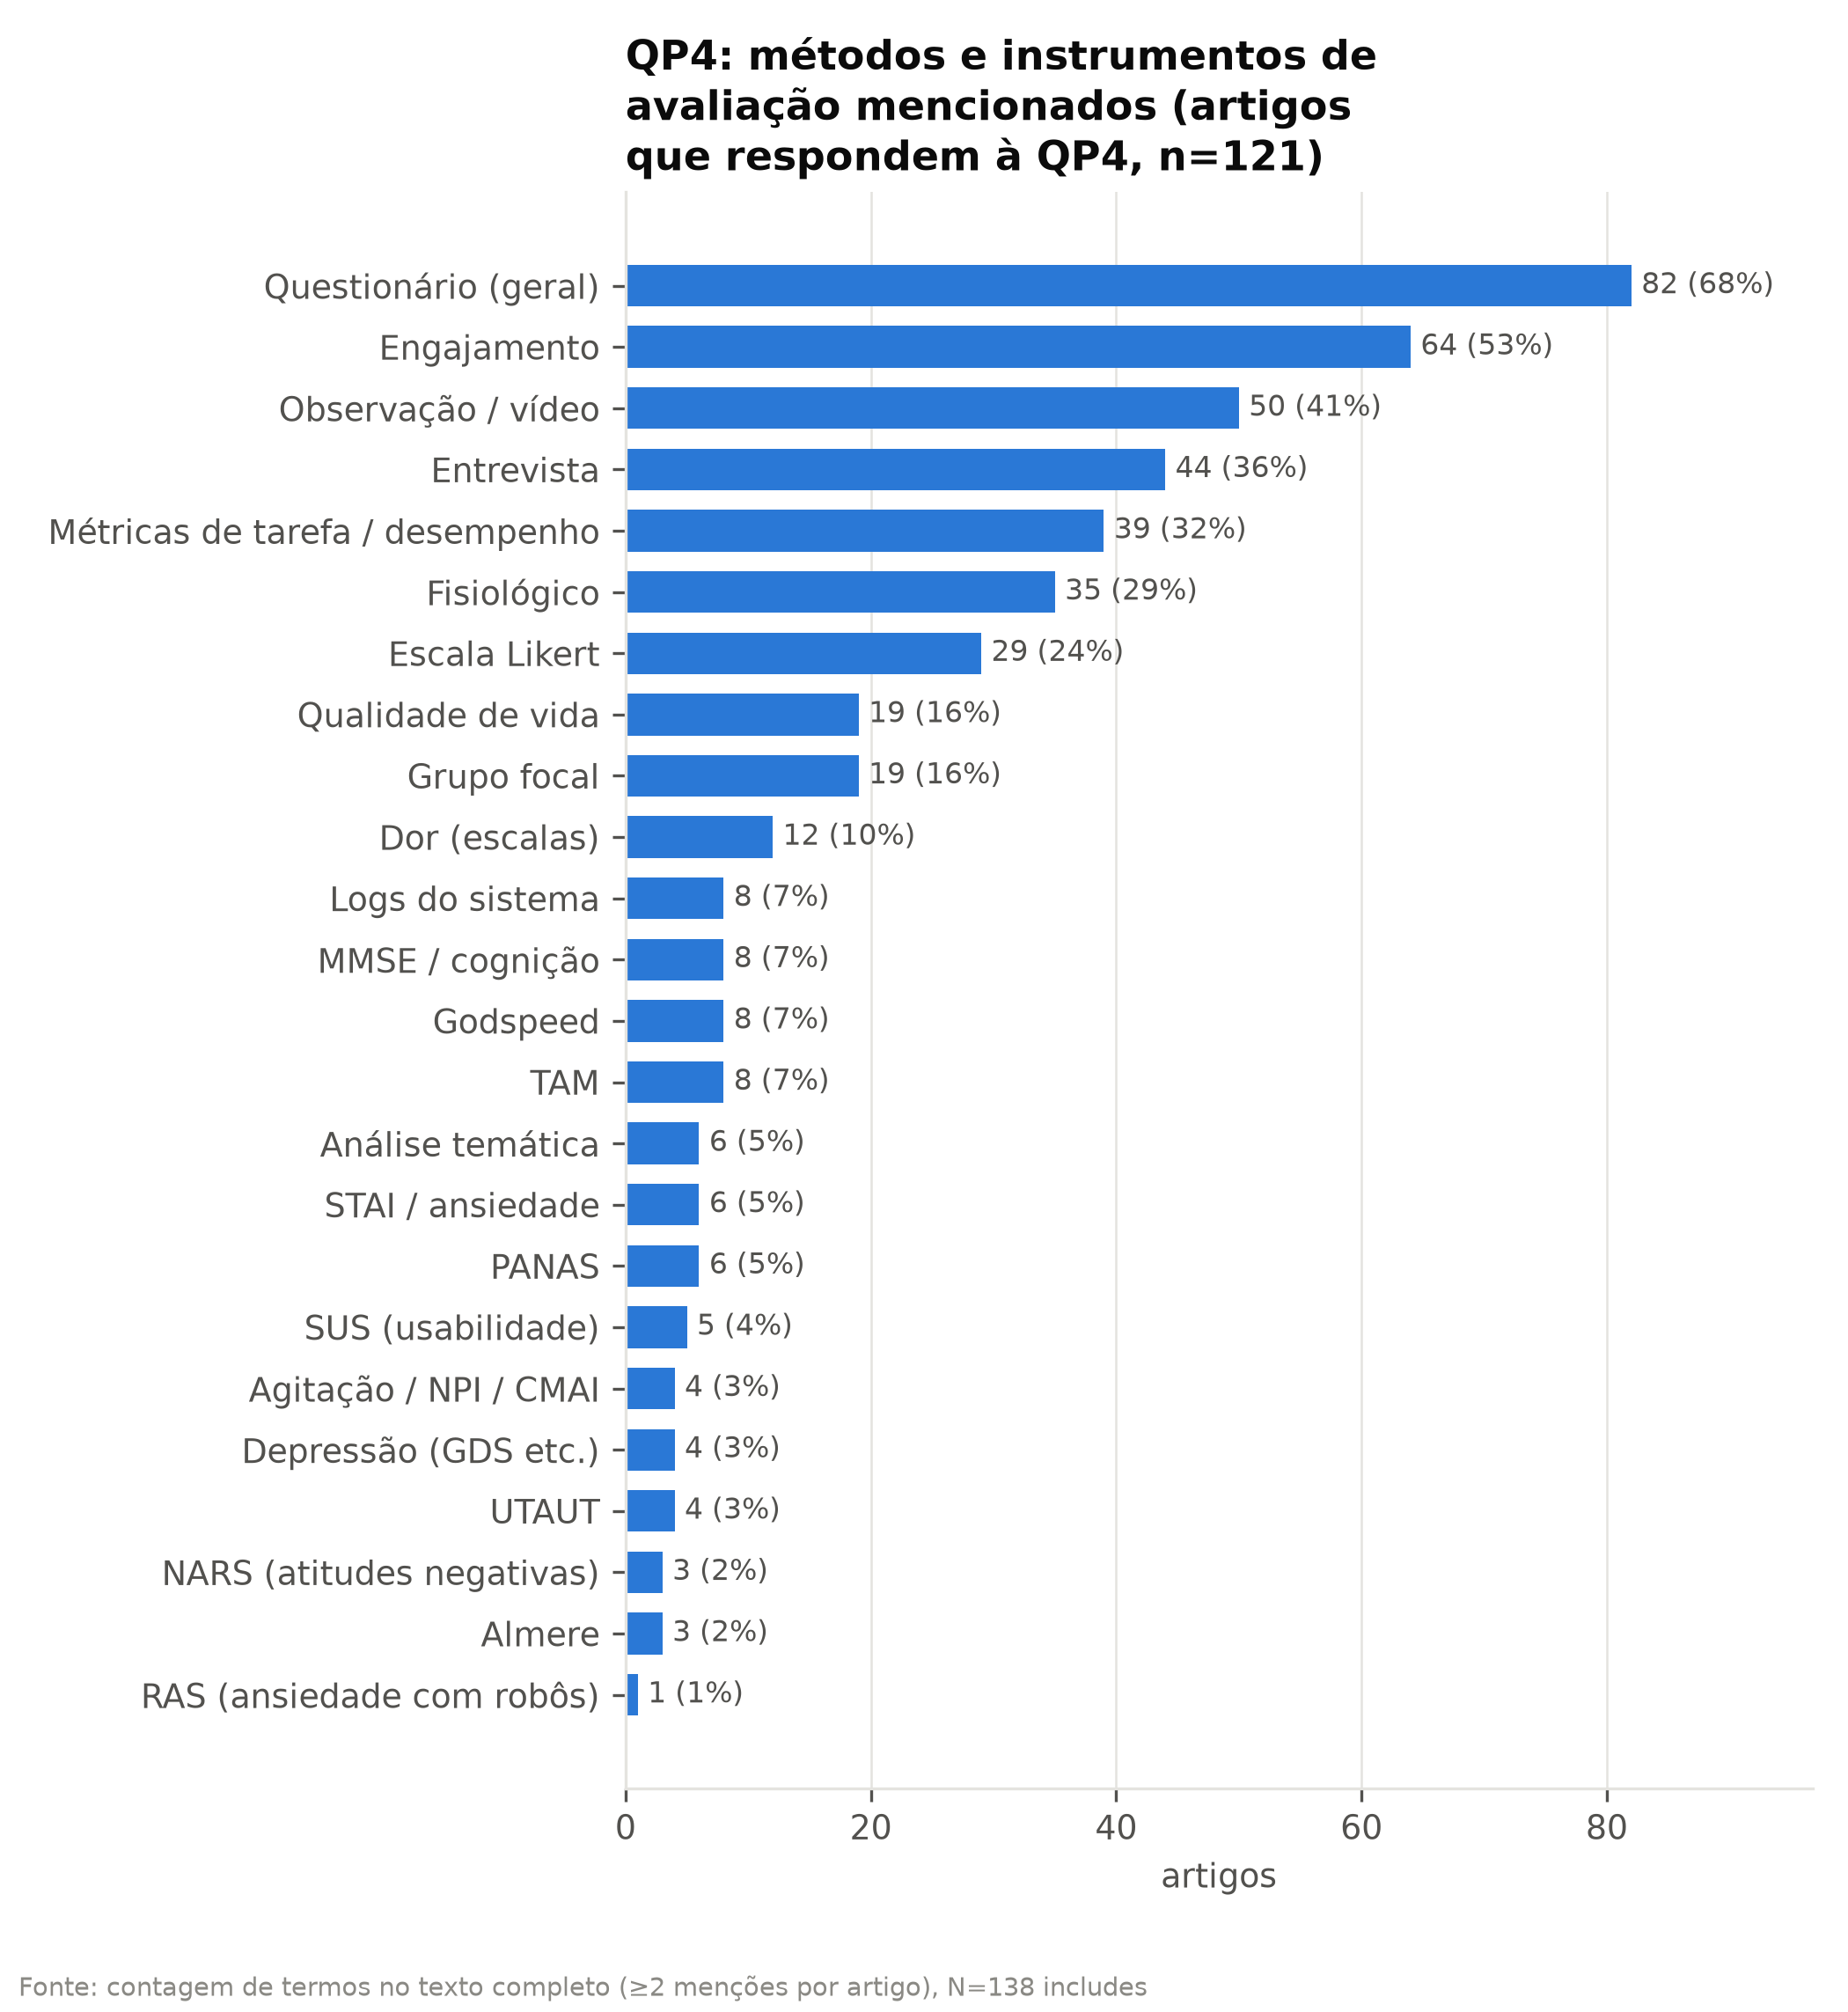 QP4: métodos e instrumentos de
avaliação mencionados (artigos
que respondem à QP4, n=121)
Questionário (geral) 82 (68%)
Engajamento 64 (53%)
Observação / vídeo 50 (41%)
Entrevista 44 (36%)
Métricas de tarefa / desempenho 39 (32%)
Fisiológico 35 (29%)
Escala Likert 29 (24%)
Qualidade de vida 19 (16%)
Grupo focal 19 (16%)
Dor (escalas) 12 (10%)
Logs do sistema 8 (7%)
MMSE / cognição 8 (7%)
Godspeed 8 (7%)
TAM 8 (7%)
Análise temática 6 (5%)
STAI / ansiedade 6 (5%)
PANAS 6 (5%)
SUS (usabilidade) 5 (4%)
Agitação / NPI / CMAI 4 (3%)
Depressão (GDS etc.) 4 (3%)
UTAUT 4 (3%)
NARS (atitudes negativas) 3 (2%)
Almere 3 (2%)
RAS (ansiedade com robôs) 1 (1%)
0 20 40 60 80
artigos
Fonte: contagem de termos no texto completo (≥2 menções por artigo), N=138 includes